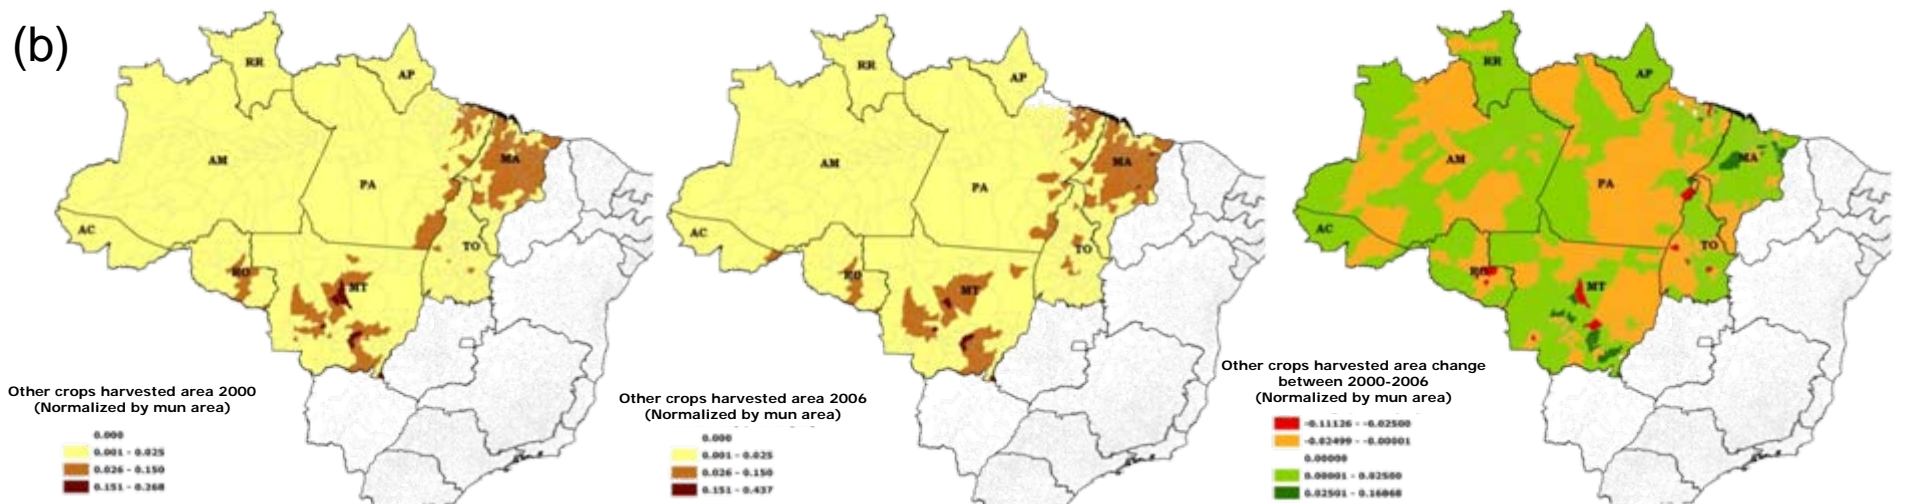 (b)
RR
AP
AM
PA
MA
AC
TO
RO
MT
Other crops harvested area 2000
(Normalized by mun area)
0.000
0.001 - 0.025
0.026 - 0.150
0.151 - 0.268
RR
AP
AM
PA
MA
AC
TO
RO
MT
Other crops harvested area 2006
(Normalized by mun area)
0.000
0.001 - 0.025
0.026 - 0.150
0.151 - 0.437
RR
AP
AM
PA
MA
AC
TO
RO
MT
Other crops harvested area change
between 2000-2006
(Normalized by mun area)
-0.11126 - -0.02500
-0.02499 - -0.00001
0.00000
0.00001 - 0.02500
0.02501 - 0.16068